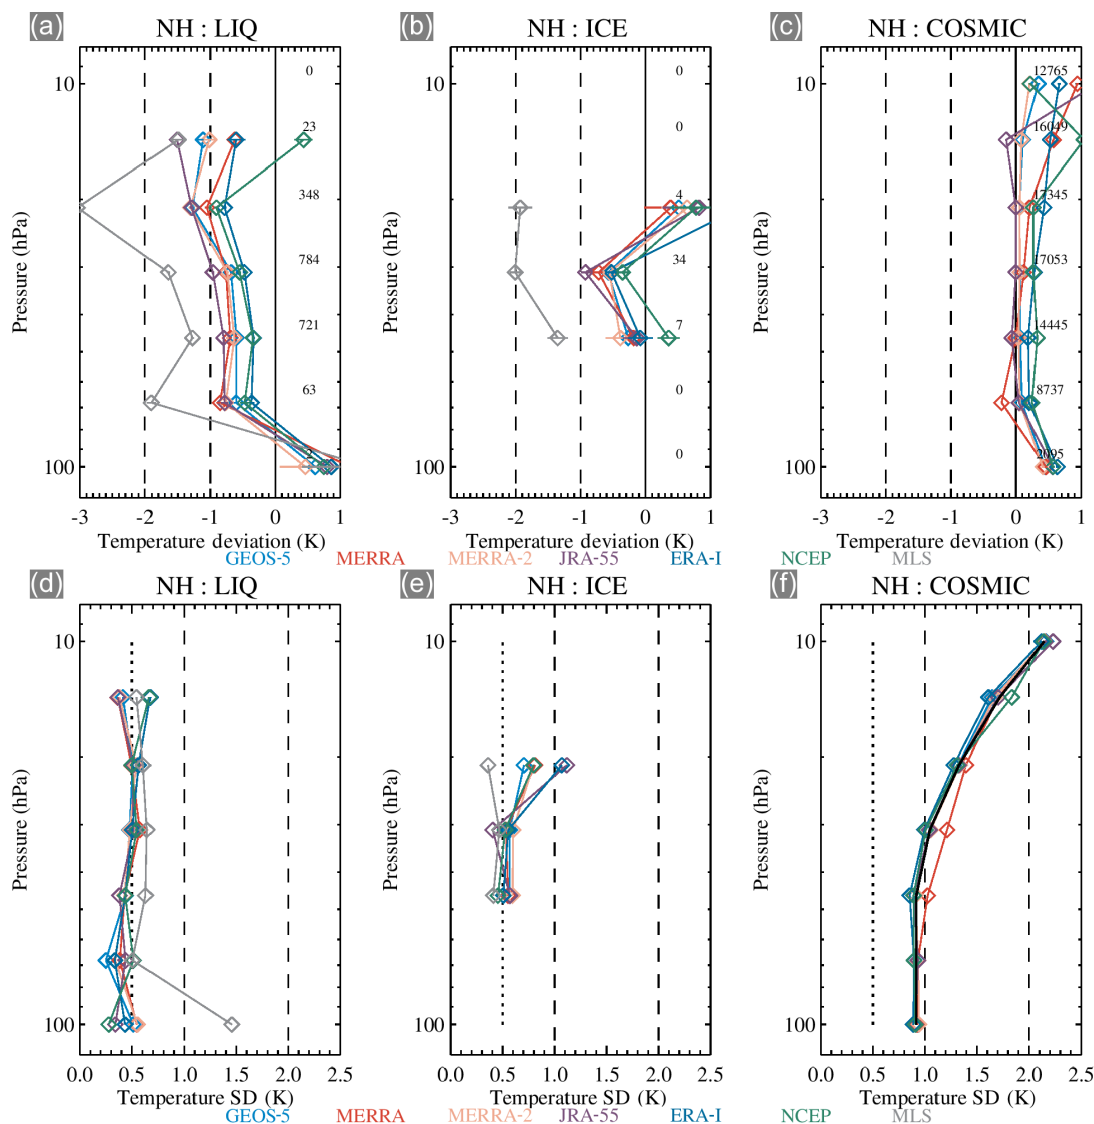 (a) NH : LIQ
(b) NH : ICE
(c) NH : COSMIC
10
0
23
348
784
721
63
2
100
Pressure (hPa)
-3 -2 -1 0 1
Temperature deviation (K)
10
0
0
4
34
7
0
0
100
Pressure (hPa)
-3 -2 -1 0 1
Temperature deviation (K)
10
12765
16049
17345
17053
14445
8737
2095
100
Pressure (hPa)
-3 -2 -1 0 1
Temperature deviation (K)
GEOS-5 MERRA MERRA-2 JRA-55 ERA-I NCEP MLS
(d) NH : LIQ
(e) NH : ICE
(f) NH : COSMIC
10
100
Pressure (hPa)
0.0 0.5 1.0 1.5 2.0 2.5
Temperature SD (K)
10
100
Pressure (hPa)
0.0 0.5 1.0 1.5 2.0 2.5
Temperature SD (K)
10
100
Pressure (hPa)
0.0 0.5 1.0 1.5 2.0 2.5
Temperature SD (K)
GEOS-5 MERRA MERRA-2 JRA-55 ERA-I NCEP MLS